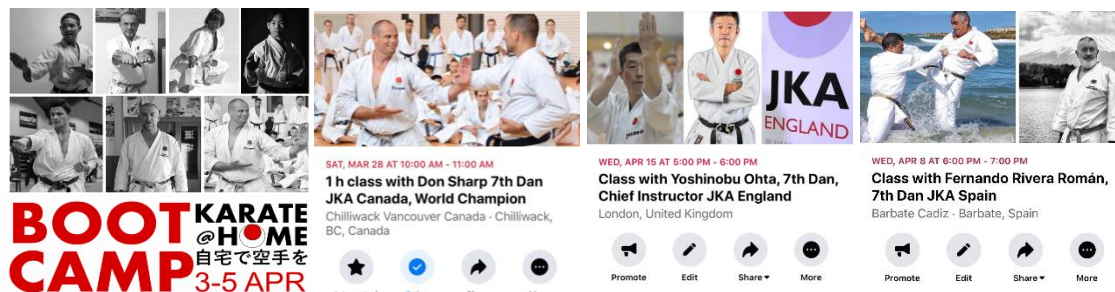 BOOT
CAMP
KARATE
@HOME
自宅で空手を
3-5 APR
SAT, MAR 28 AT 10:00 AM - 11:00 AM
1 h class with Don Sharp 7th Dan
JKA Canada, World Champion
Chilliwack Vancouver Canada · Chilliwack,
BC, Canada
JKA
ENGLAND
WED, APR 15 AT 5:00 PM - 6:00 PM
Class with Yoshinobu Ohta, 7th Dan,
Chief Instructor JKA England
London, United Kingdom
Promote
Edit
Share
More
WED, APR 8 AT 6:00 PM - 7:00 PM
Class with Fernando Rivera Román,
7th Dan JKA Spain
Barbate Cadiz · Barbate, Spain
Promote
Edit
Share
More